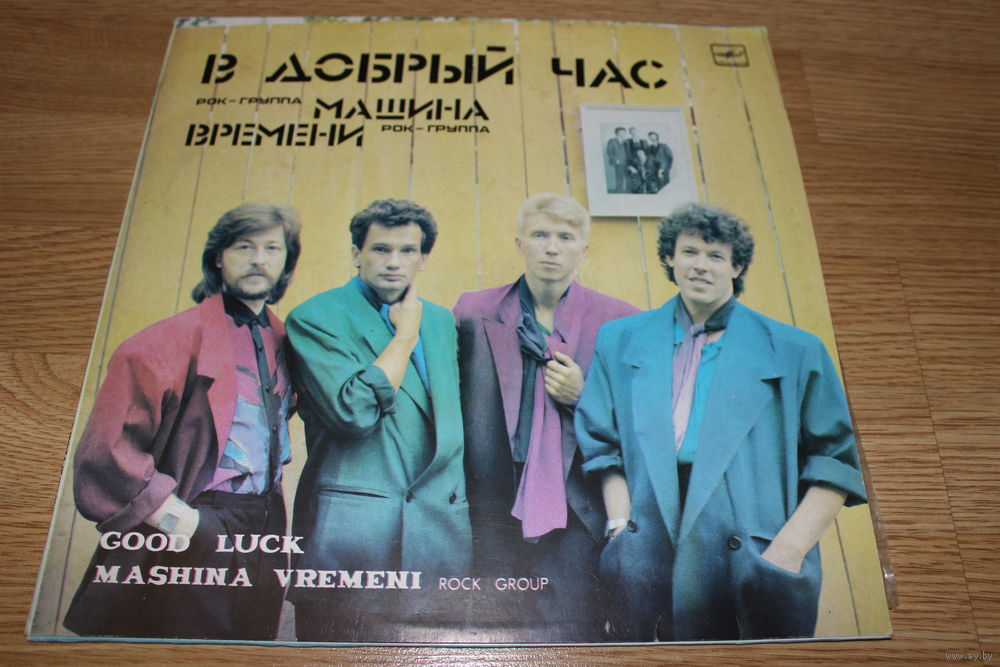 В ДОБРЫЙ ЧАС
РОК-ГРУППА МАШИНА
ВРЕМЕНИ РОК-ГРУППА
GOOD LUCK
MASHINA VREMENI ROCK GROUP
www.ay.by